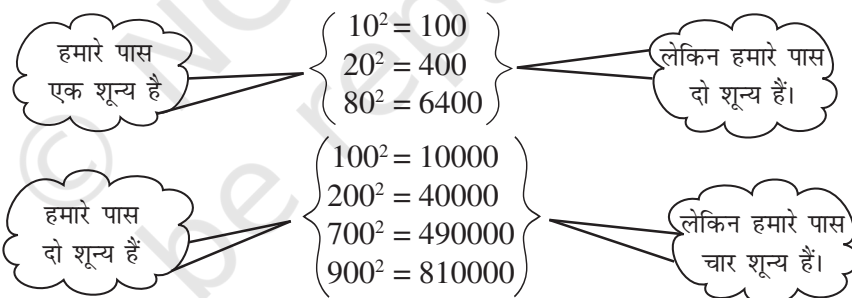 हमारे पास
एक शून्य है
10² = 100
20² = 400
80² = 6400
लेकिन हमारे पास
दो शून्य हैं।
हमारे पास
दो शून्य हैं
100² = 10000
200² = 40000
700² = 490000
900² = 810000
लेकिन हमारे पास
चार शून्य हैं।